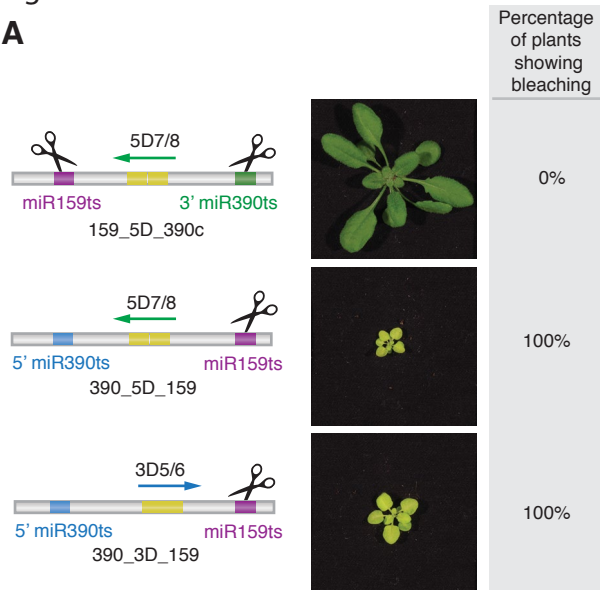 A
Percentage
of plants
showing
bleaching
5D7/8
miR159ts 3' miR390ts
159_5D_390c
0%
5D7/8
5' miR390ts miR159ts
390_5D_159
100%
3D5/6
5' miR390ts miR159ts
390_3D_159
100%